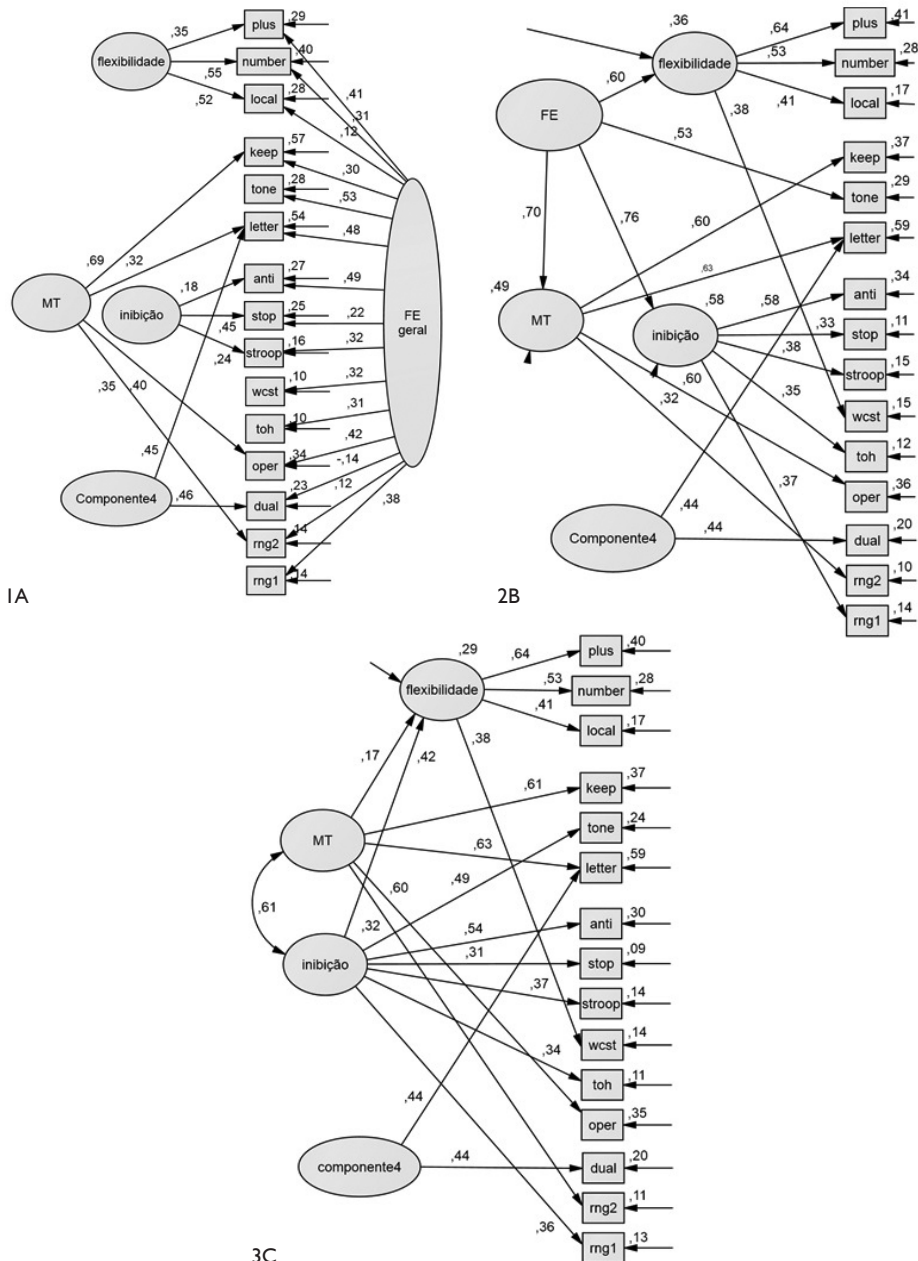 ,29
plus
,35
,40
flexibilidade
number
,55
,41
,52
,28
local
,31
,12
,57
keep
,30
,28
tone
,53
,54
letter
,48
,69
,32
,27
,18
anti
,49
MT
inibição
,25
stop
,22
FE
geral
,45
,16
stroop
,32
,24
,10
wcst
,32
,35
,40
,10
toh
,31
,42
,34
oper
-,14
,45
,23
,12
,38
Componente4
,46
dual
,14
rng2
,14
rng1
1A
,36
,64
plus
,41
flexibilidade
,53
number
,28
,60
,41
local
,17
FE
,38
,53
,37
keep
,29
tone
,70
,76
,60
,59
letter
,63
,49
,34
anti
MT
,58
,58
inibição
,33
stop
,11
,38
stroop
,15
,60
,32
,35
,15
wcst
,12
toh
,37
,36
oper
,44
Componente4
,44
dual
,20
rng2
,10
rng1
,14
2B
,29
,64
plus
,40
flexibilidade
,53
number
,28
,41
local
,17
,17
,42
,38
,61
keep
,37
MT
tone
,24
,63
letter
,59
,49
,60
,61
,32
,54
anti
,30
inibição
,31
stop
,09
,37
stroop
,14
wcst
,14
,34
toh
,11
,44
oper
,35
componente4
,44
dual
,20
rng2
,11
,36
rng1
,13
3C